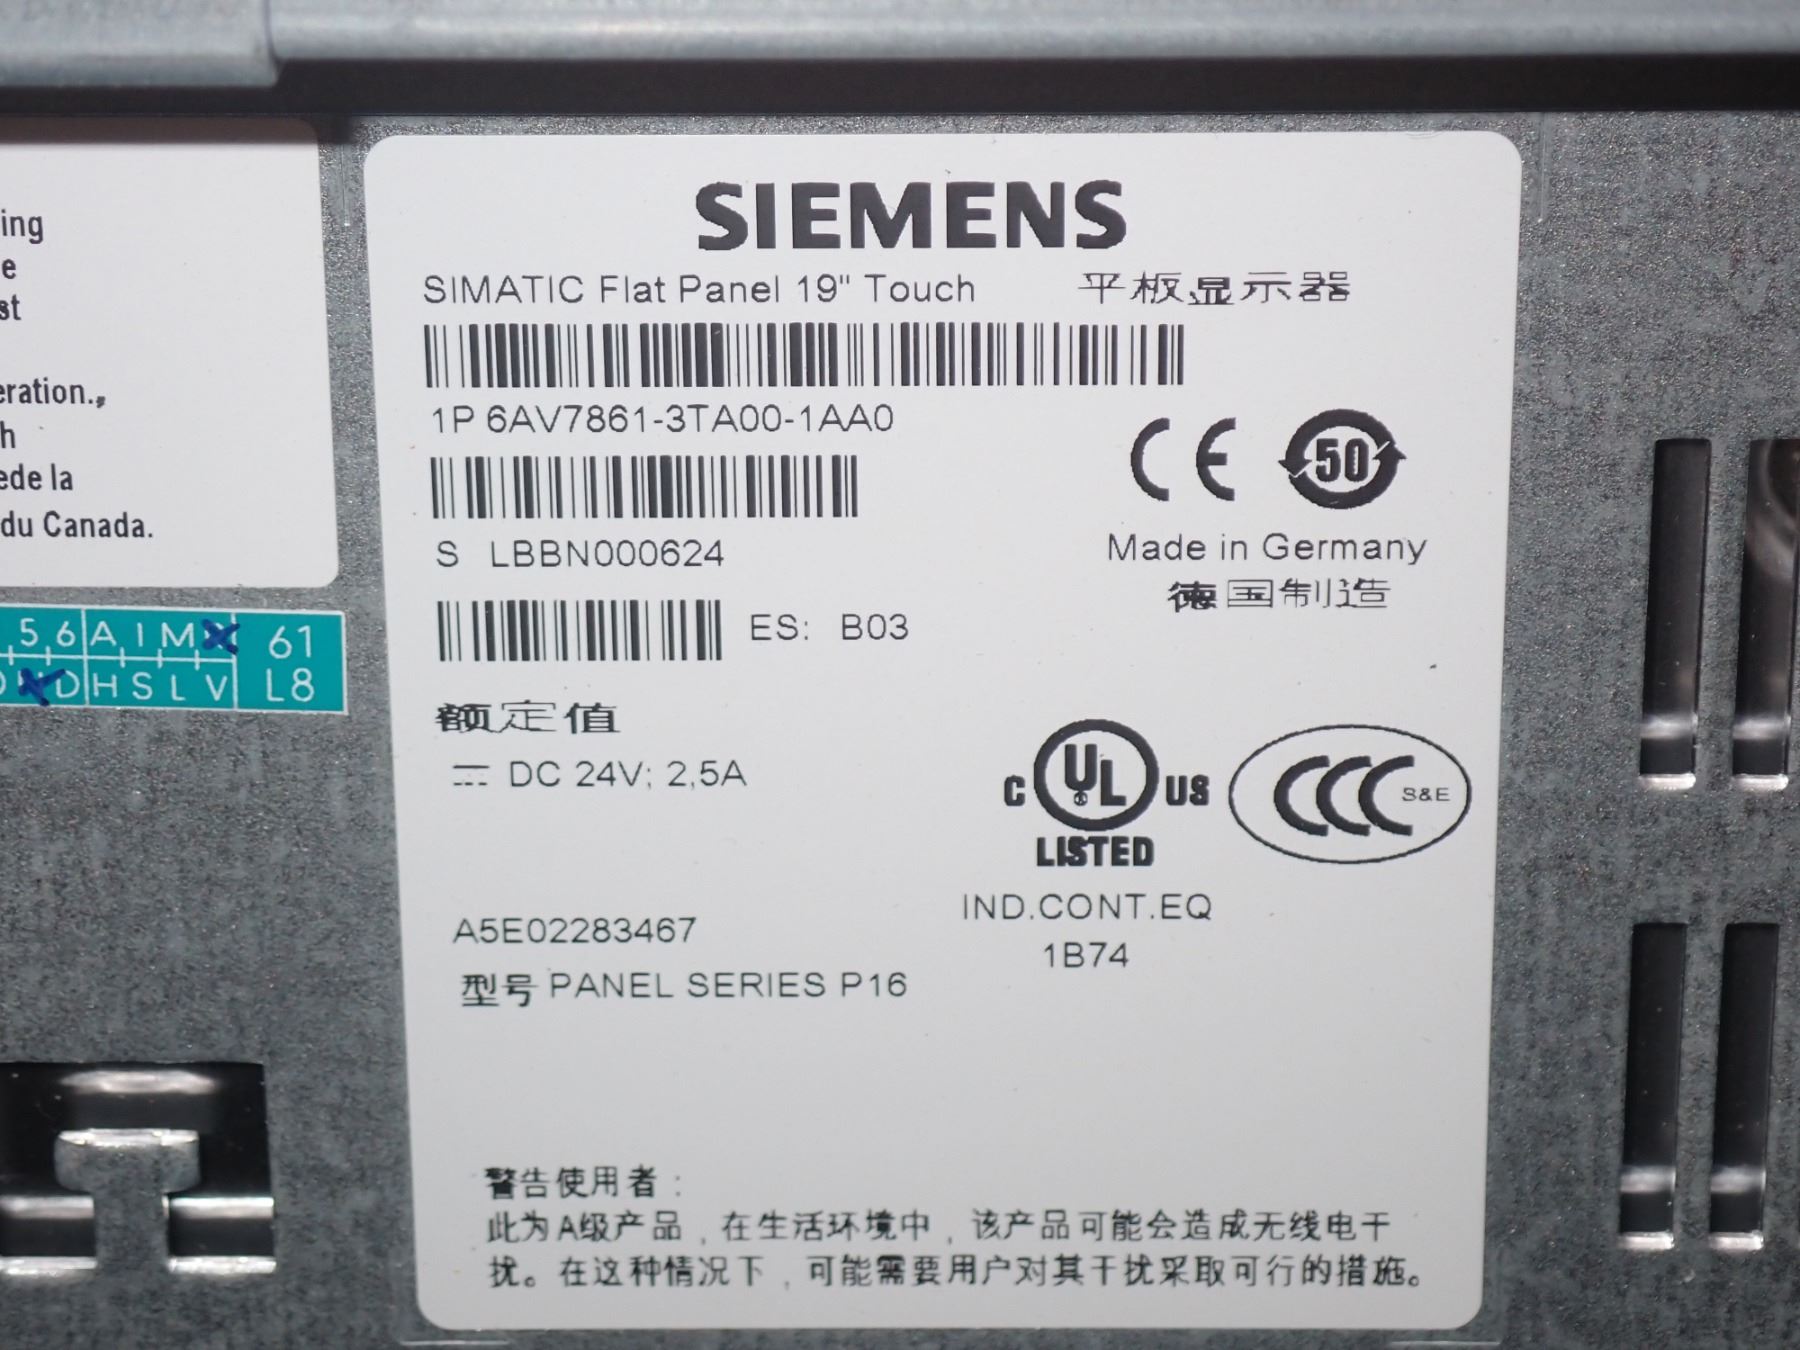 ing
e
st
eration.,
h
ede la
du Canada.
5 6 A I M 61
D H S L V L8
SIEMENS
SIMATIC Flat Panel 19" Touch 平板显示器
1P 6AV7861-3TA00-1AA0
S LBBN000624
ES: B03
CE 50
Made in Germany
德国制造
额定值
DC 24V; 2,5A
C UL US
LISTED
CCC S&E
IND.CONT.EQ
1B74
A5E02283467
型号 PANEL SERIES P16
警告使用者：
此为A级产品，在生活环境中，该产品可能会造成无线电干
扰。在这种情况下，可能需要用户对其干扰采取可行的措施。